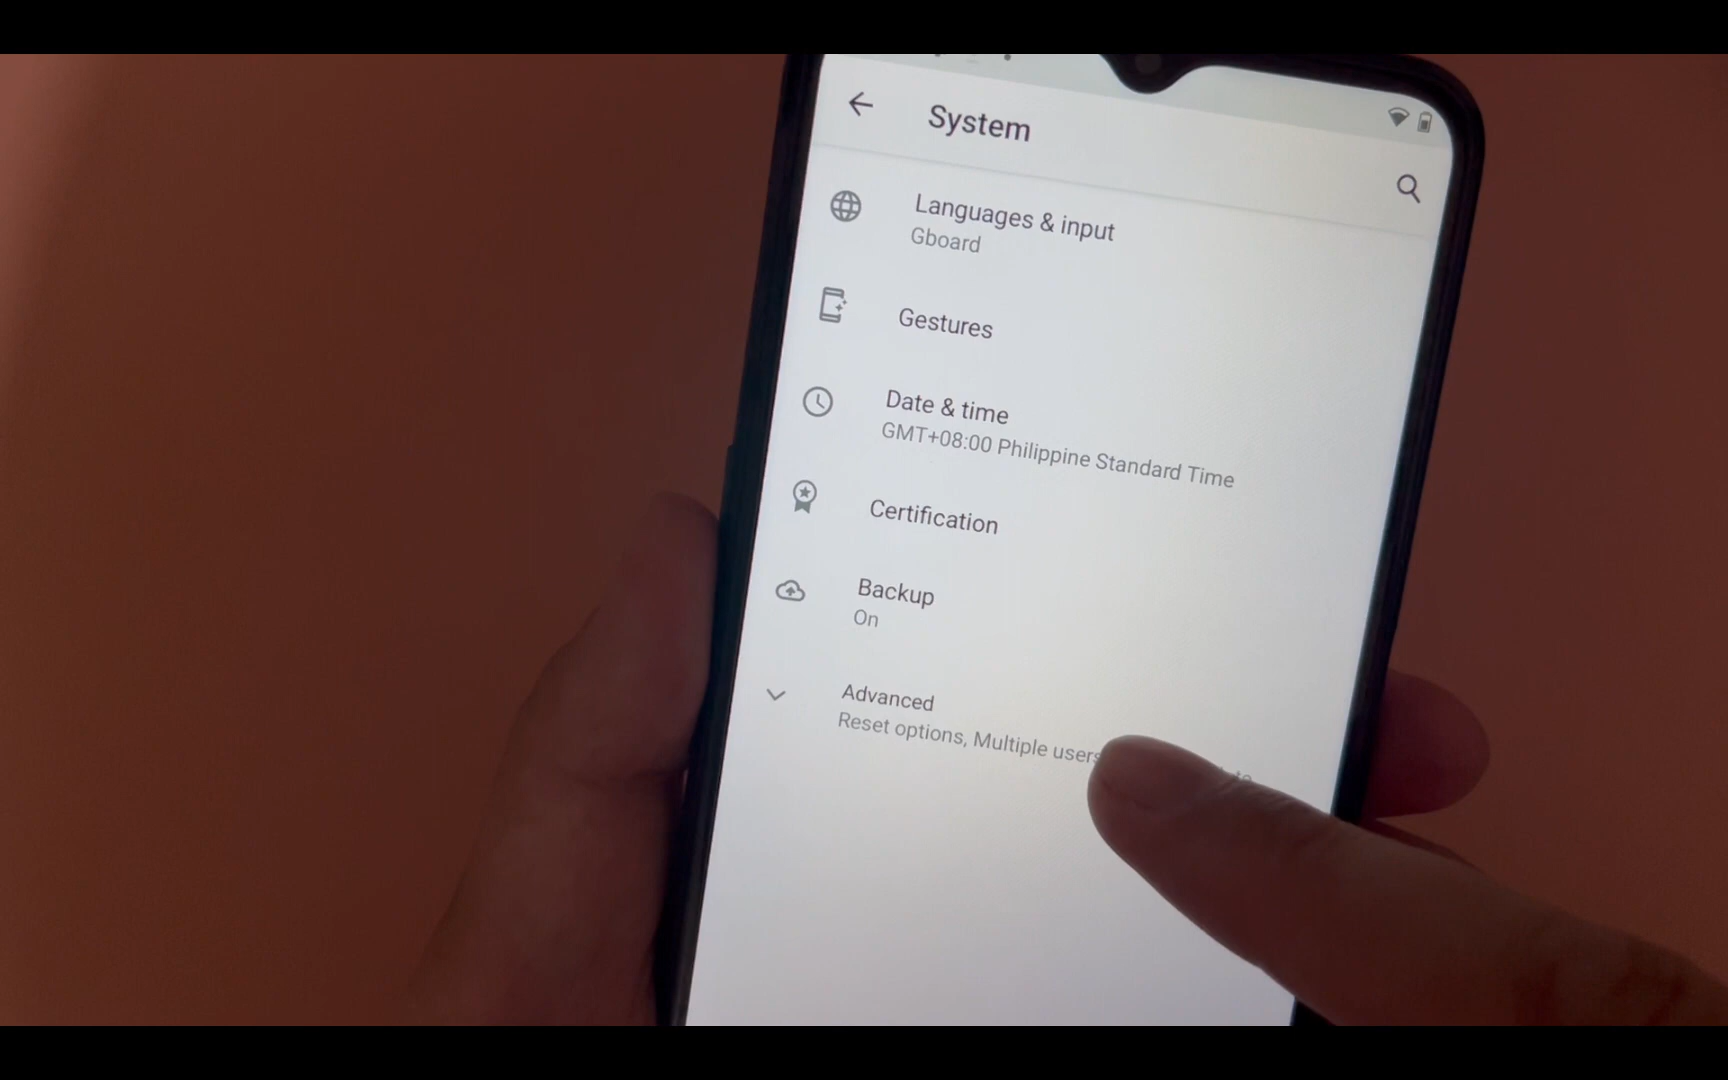 System
Languages & input
Gboard
Gestures
Date & time
GMT+08:00 Philippine Standard Time
Certification
Backup
On
Advanced
Reset options, Multiple users